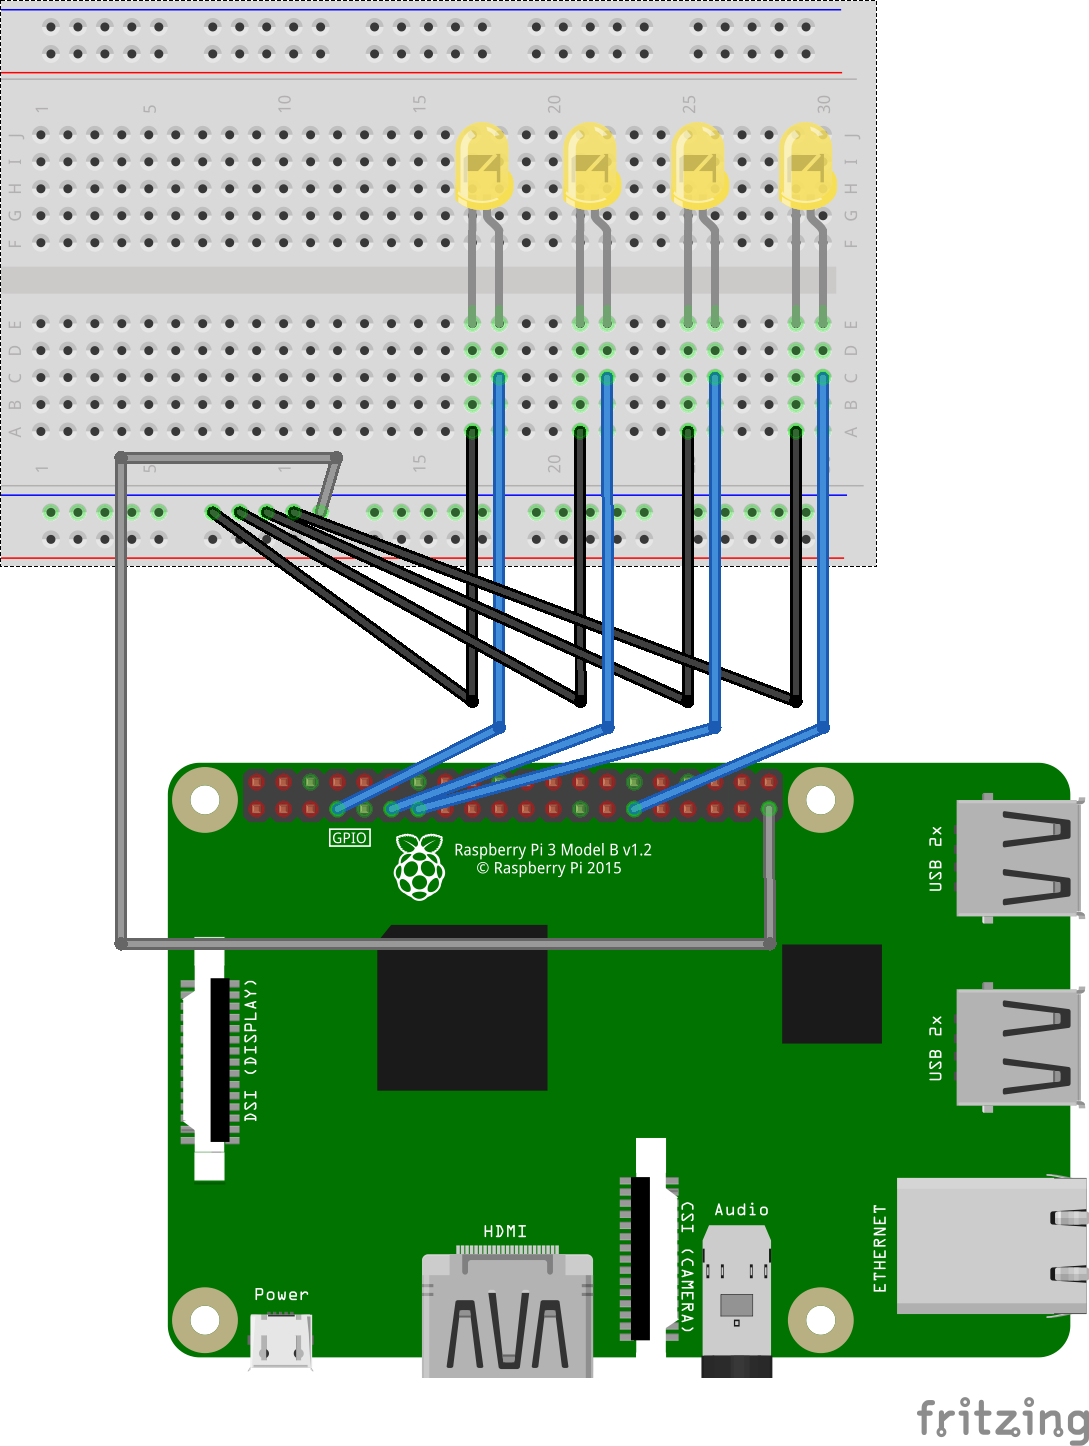 1 5 10 15 20 25 30
J
I
H
G
F
E
D
C
B
A
J
I
H
G
F
E
D
C
B
A
1 5 1 15 20
GPIO
Raspberry Pi 3 Model B v1.2
© Raspberry Pi 2015
USB 2x
DSI (DISPLAY)
USB 2x
HDMI
CSI (CAMERA)
Audio
ETHERNET
Power
fritzing